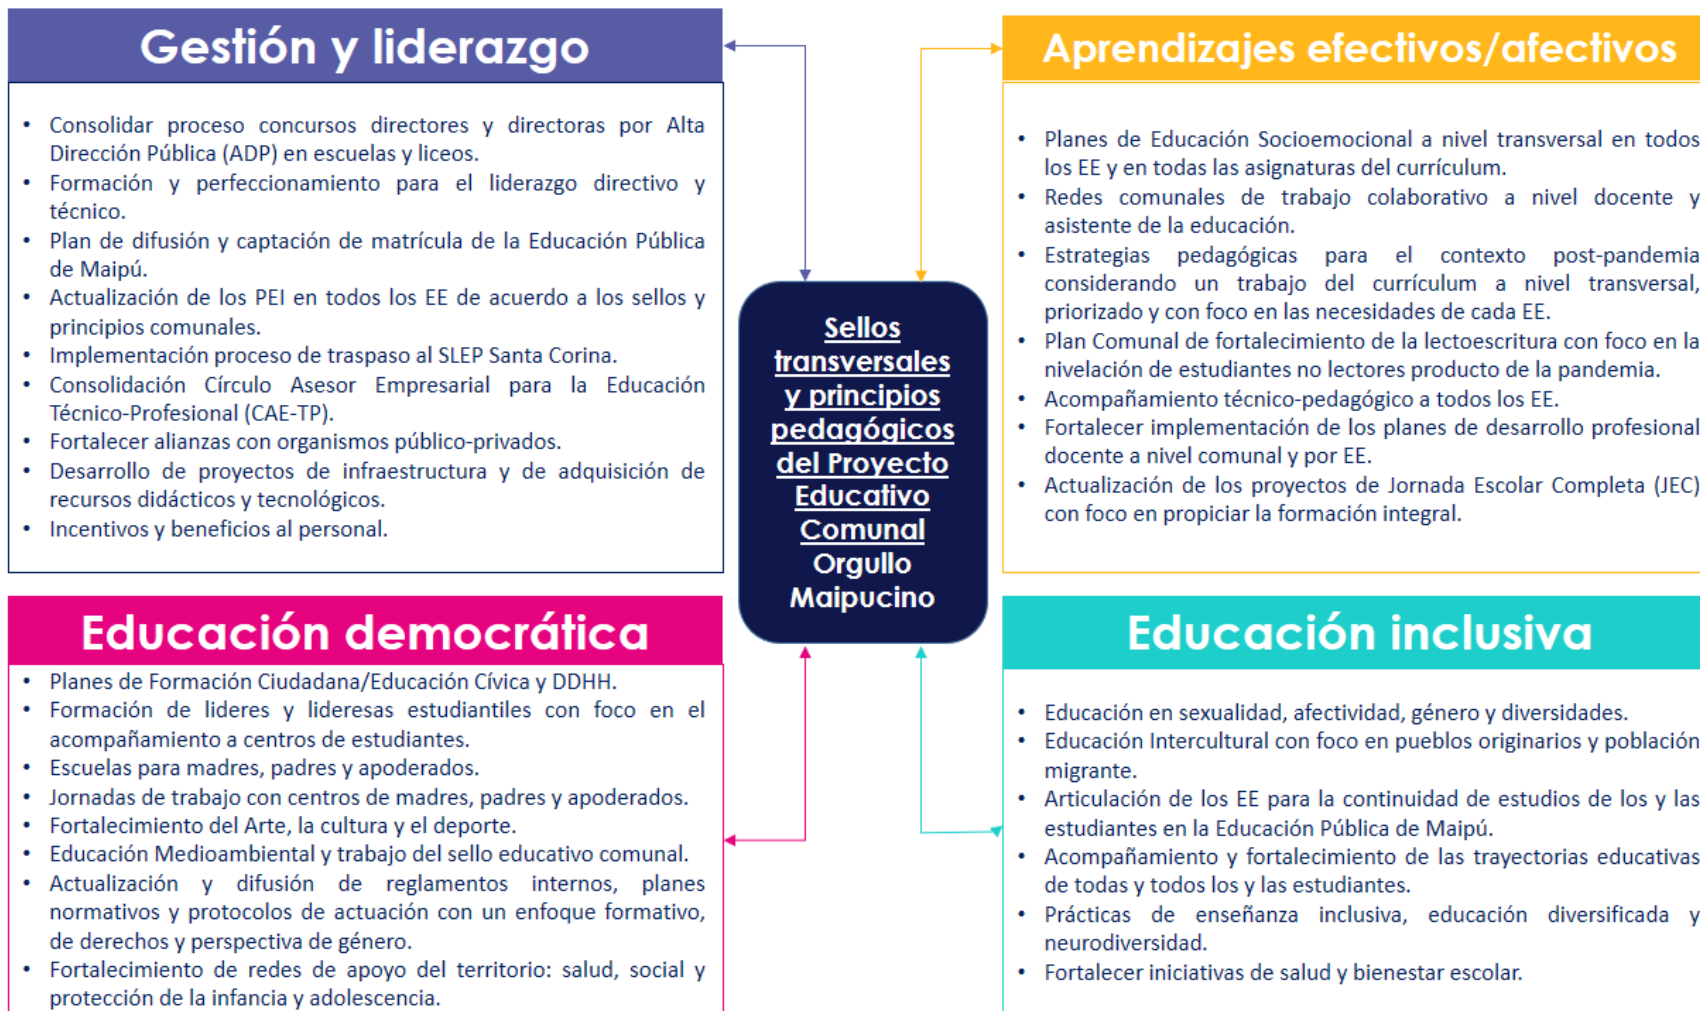 Gestión y liderazgo
• Consolidar proceso concursos directores y directoras por Alta
Dirección Pública (ADP) en escuelas y liceos.
• Formación y perfeccionamiento para el liderazgo directivo y
técnico.
• Plan de difusión y captación de matrícula de la Educación Pública
de Maipú.
• Actualización de los PEI en todos los EE de acuerdo a los sellos y
principios comunales.
• Implementación proceso de traspaso al SLEP Santa Corina.
• Consolidación Círculo Asesor Empresarial para la Educación
Técnico-Profesional (CAE-TP).
• Fortalecer alianzas con organismos público-privados.
• Desarrollo de proyectos de infraestructura y de adquisición de
recursos didácticos y tecnológicos.
• Incentivos y beneficios al personal.
Aprendizajes efectivos/afectivos
• Planes de Educación Socioemocional a nivel transversal en todos
los EE y en todas las asignaturas del currículum.
• Redes comunales de trabajo colaborativo a nivel docente y
asistente de la educación.
• Estrategias pedagógicas para el contexto post-pandemia
considerando un trabajo del currículum a nivel transversal,
priorizado y con foco en las necesidades de cada EE.
• Plan Comunal de fortalecimiento de la lectoescritura con foco en la
nivelación de estudiantes no lectores producto de la pandemia.
• Acompañamiento técnico-pedagógico a todos los EE.
• Fortalecer implementación de los planes de desarrollo profesional
docente a nivel comunal y por EE.
• Actualización de los proyectos de Jornada Escolar Completa (JEC)
con foco en propiciar la formación integral.
Sellos
transversales
y principios
pedagógicos
del Proyecto
Educativo
Comunal
Orgullo
Maipucino
Educación democrática
• Planes de Formación Ciudadana/Educación Cívica y DDHH.
• Formación de lideres y lideresas estudiantiles con foco en el
acompañamiento a centros de estudiantes.
• Escuelas para madres, padres y apoderados.
• Jornadas de trabajo con centros de madres, padres y apoderados.
• Fortalecimiento del Arte, la cultura y el deporte.
• Educación Medioambiental y trabajo del sello educativo comunal.
• Actualización y difusión de reglamentos internos, planes
normativos y protocolos de actuación con un enfoque formativo,
de derechos y perspectiva de género.
• Fortalecimiento de redes de apoyo del territorio: salud, social y
protección de la infancia y adolescencia.
Educación inclusiva
• Educación en sexualidad, afectividad, género y diversidades.
• Educación Intercultural con foco en pueblos originarios y población
migrante.
• Articulación de los EE para la continuidad de estudios de los y las
estudiantes en la Educación Pública de Maipú.
• Acompañamiento y fortalecimiento de las trayectorias educativas
de todas y todos los y las estudiantes.
• Prácticas de enseñanza inclusiva, educación diversificada y
neurodiversidad.
• Fortalecer iniciativas de salud y bienestar escolar.